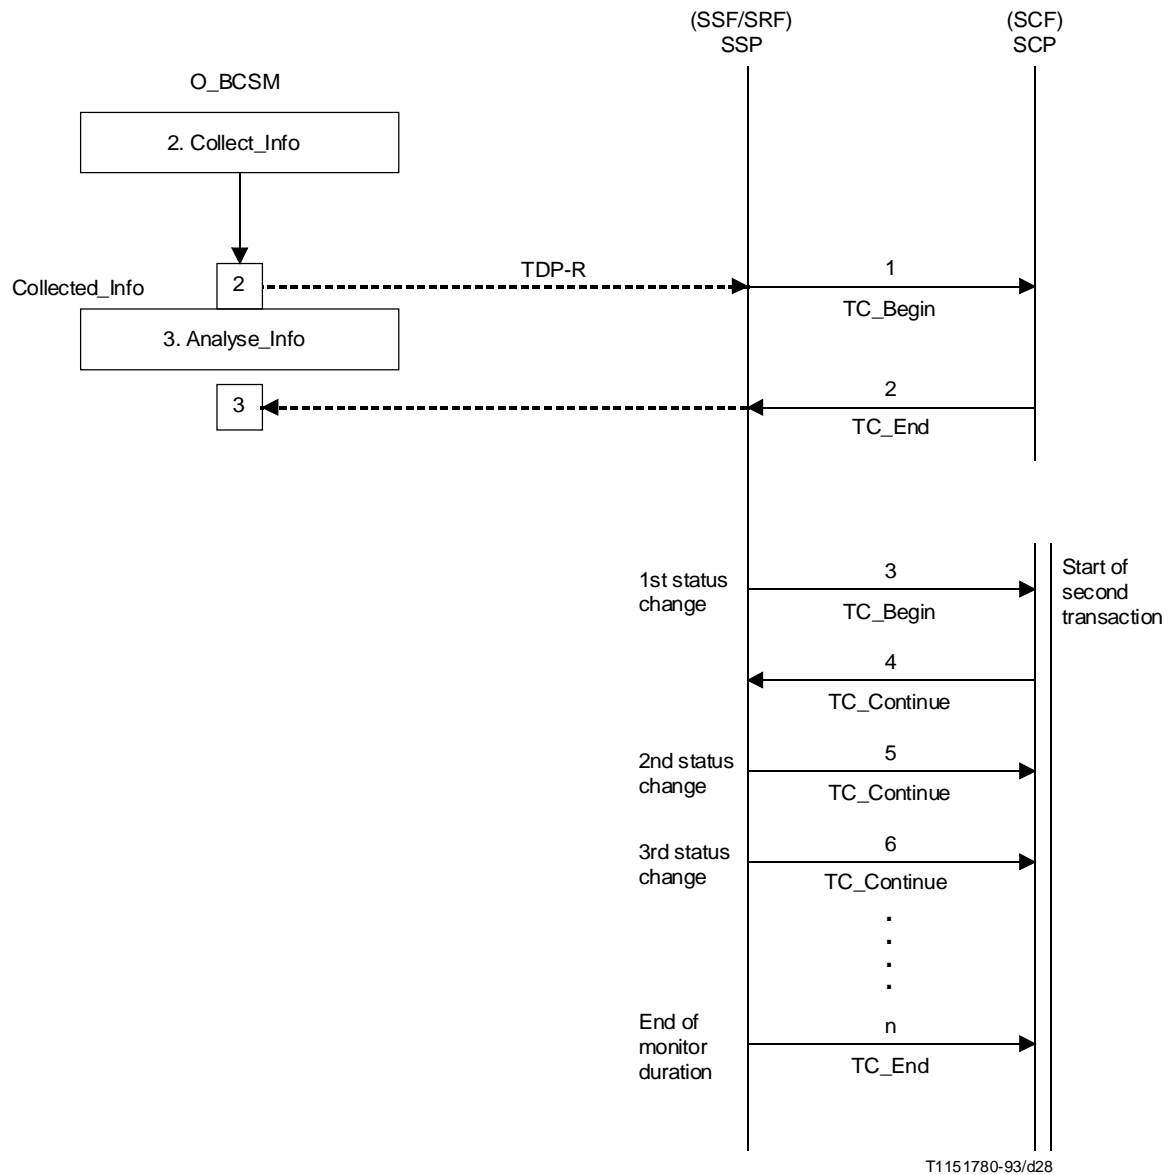 (SSF/SRF)
SSP
(SCF)
SCP
O_BCSM
2. Collect_Info
Collected_Info
2
TDP-R
1
TC_Begin
3. Analyse_Info
3
2
TC_End
1st status
change
3
TC_Begin
Start of
second
transaction
4
TC_Continue
2nd status
change
5
TC_Continue
3rd status
change
6
TC_Continue
End of
monitor
duration
n
TC_End
T1151780-93/d28